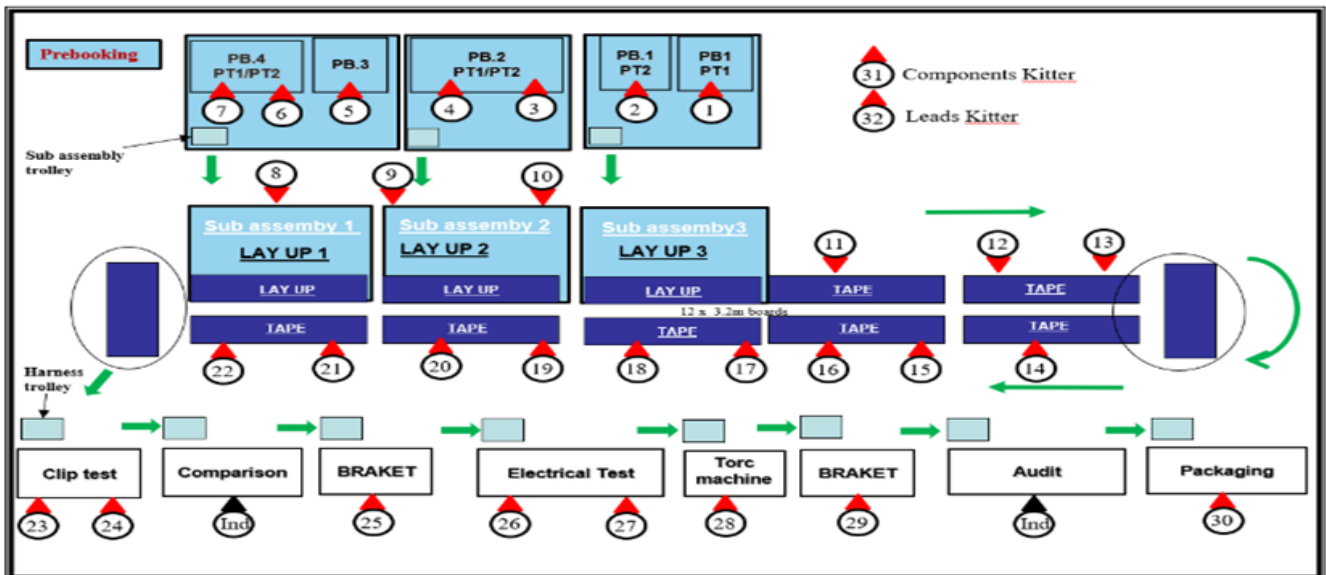 Prebooking
PB.4
PT1/PT2
PB.3
PB.2
PT1/PT2
PB.1
PT2
PB1
PT1
7
6
5
4
3
2
1
31 Components Kitter
32 Leads Kitter
Sub assembly
trolley
8
9
10
Sub assemby 1
LAY UP 1
Sub assemby 2
LAY UP 2
Sub assemby3
LAY UP 3
11
12
13
LAY UP
LAY UP
LAY UP
TAPE
TAPE
12 x 3.2m boards
TAPE
TAPE
TAPE
TAPE
TAPE
22
21
20
19
18
17
16
15
14
Harness
trolley
Clip test
Comparison
BRAKET
Electrical Test
Torc
machine
BRAKET
Audit
Packaging
23
24
Ind
25
26
27
28
29
Ind
30